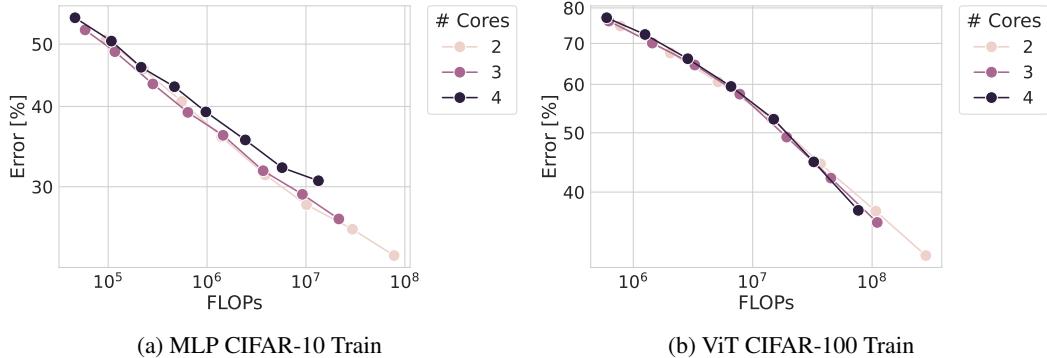 50
40
30
Error [%]
10^5
10^6
10^7
10^8
FLOPs
# Cores
2
3
4
(a) MLP CIFAR-10 Train
80
70
60
50
40
Error [%]
10^6
10^7
10^8
FLOPs
# Cores
2
3
4
(b) ViT CIFAR-100 Train